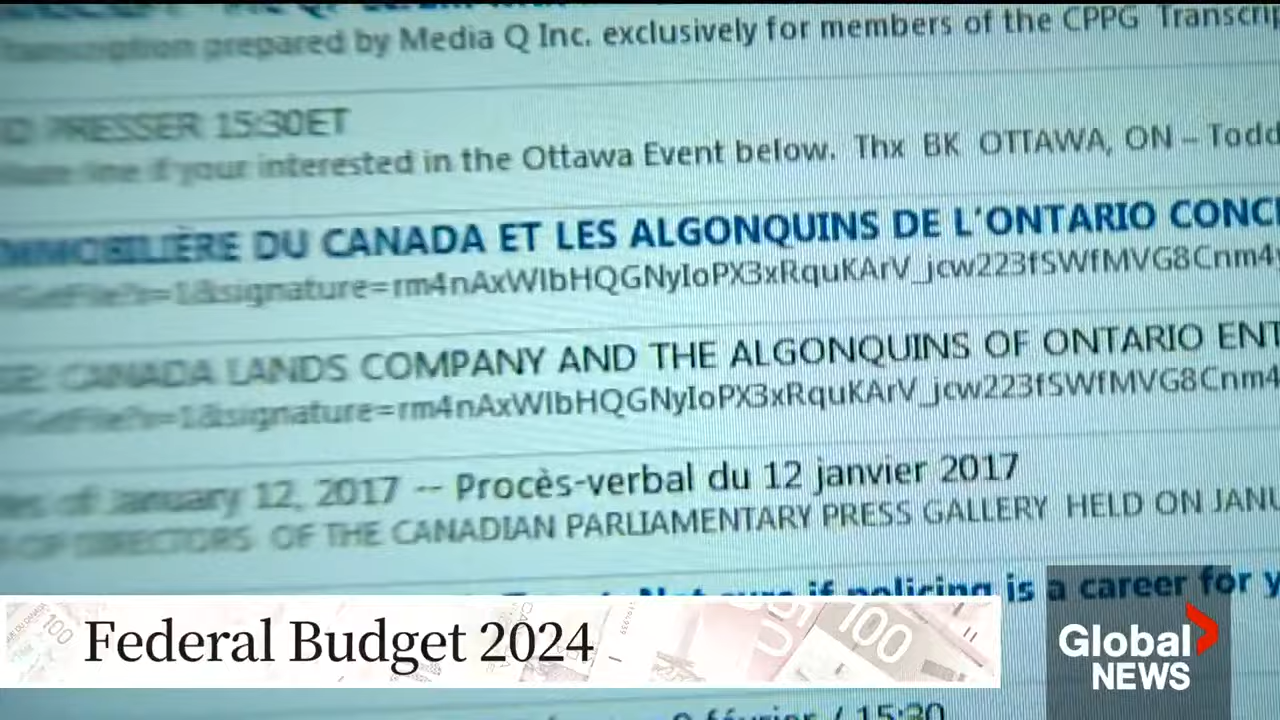 prepared by Media Q Inc. exclusively for members of the CPPG Transcrip
PRESSER 15:30ET
if your interested in the Ottawa Event below. Thx BK OTTAWA, ON – Todd
IMMOBILIÈRE DU CANADA ET LES ALGONQUINS DE L'ONTARIO CONC
signature=rm4nAxWIbHQGNyIoPX3xRquKArV_jcw223fSWfMVG8Cnm4
CANADA LANDS COMPANY AND THE ALGONQUINS OF ONTARIO ENT
signature=rm4nAxWIbHQGNyIoPX3xRquKArV_jcw223fSWfMVG8Cnm4
of January 12, 2017 -- Procès-verbal du 12 janvier 2017
OF DIRECTORS OF THE CANADIAN PARLIAMENTARY PRESS GALLERY HELD ON JANU
Not sure if policing is a career for y
Federal Budget 2024
Global NEWS
février / 15:30